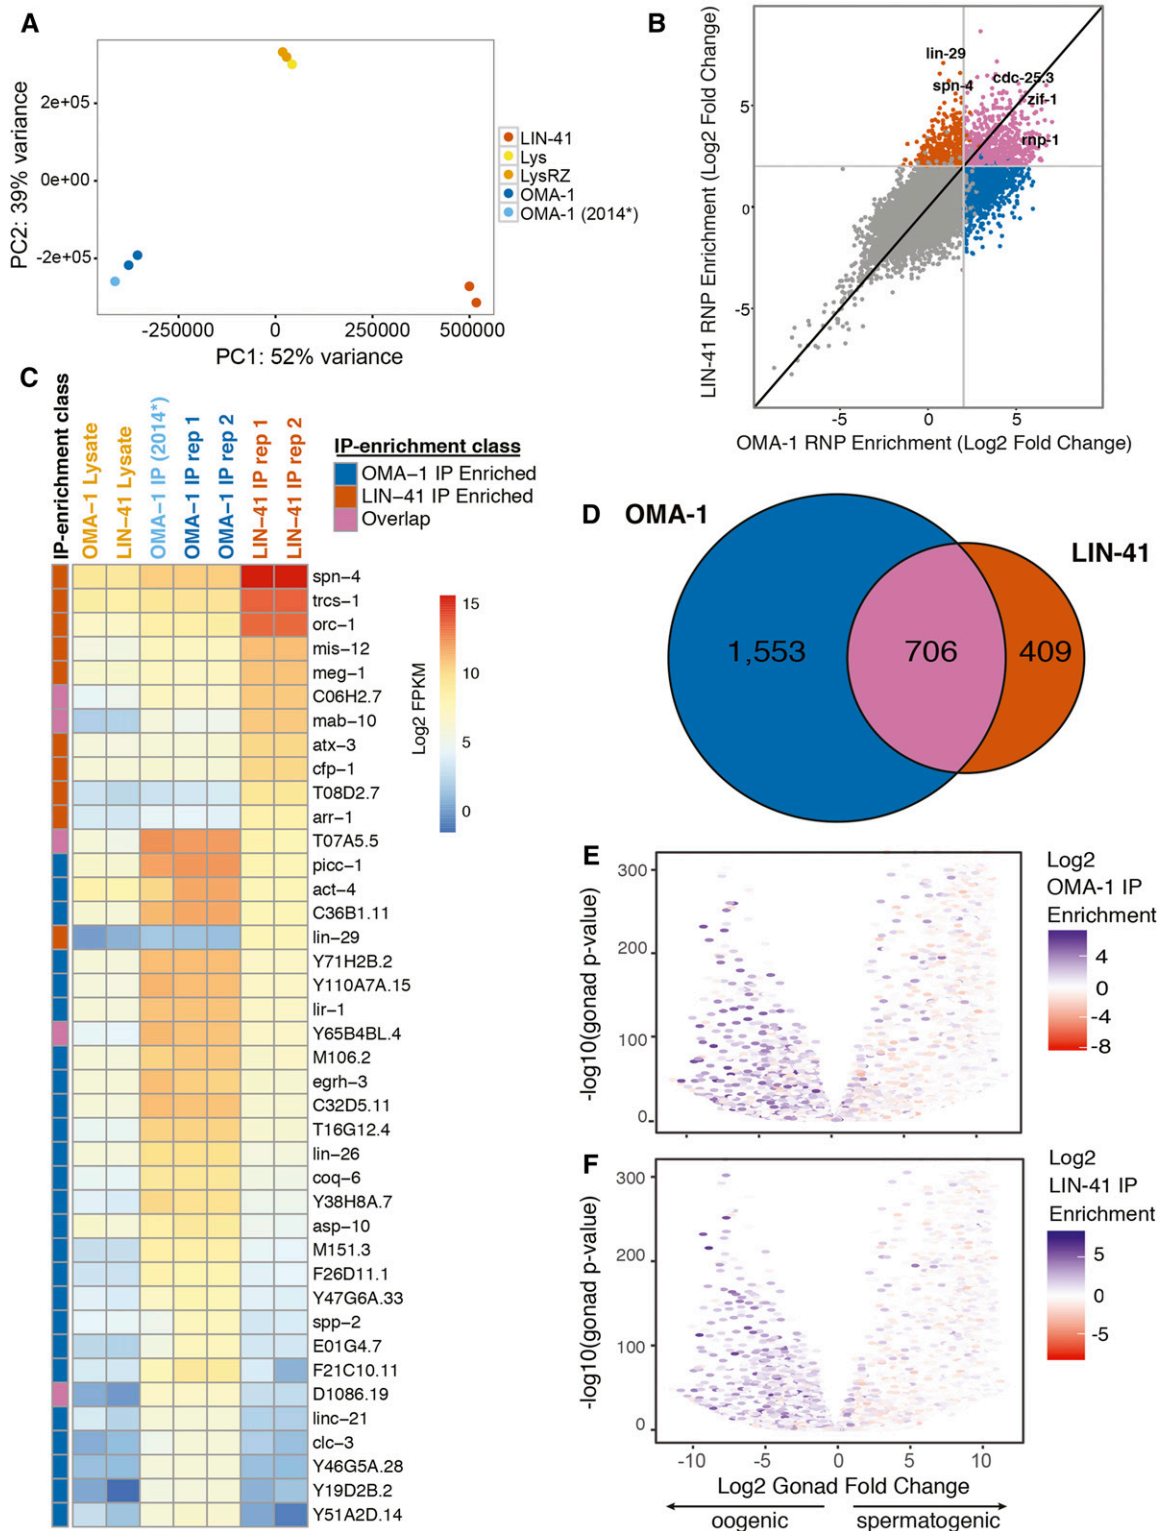 A
PC2: 39% variance
2e+05
0e+00
-2e+05
-250000
0
250000
500000
PC1: 52% variance
LIN-41
Lys
LysRZ
OMA-1
OMA-1 (2014*)
B
LIN-41 RNP Enrichment (Log2 Fold Change)
5
0
-5
lin-29
spn-4
cdc-25.3
zif-1
rnp-1
-5
0
5
OMA-1 RNP Enrichment (Log2 Fold Change)
C
IP-enrichment class
OMA-1 Lysate
LIN-41 Lysate
OMA-1 IP (2014*)
OMA-1 IP rep 1
OMA-1 IP rep 2
LIN-41 IP rep 1
LIN-41 IP rep 2
IP-enrichment class
OMA-1 IP Enriched
LIN-41 IP Enriched
Overlap
spn-4
trcs-1
orc-1
mis-12
meg-1
C06H2.7
mab-10
atx-3
cfp-1
T08D2.7
arr-1
T07A5.5
picc-1
act-4
C36B1.11
lin-29
Y71H2B.2
Y110A7A.15
lir-1
Y65B4BL.4
M106.2
egrh-3
C32D5.11
T16G12.4
lin-26
coq-6
Y38H8A.7
asp-10
M151.3
F26D11.1
Y47G6A.33
spp-2
E01G4.7
F21C10.11
D1086.19
linc-21
clc-3
Y46G5A.28
Y19D2B.2
Y51A2D.14
Log2 FPKM
15
10
5
0
D
OMA-1
LIN-41
1,553
706
409
E
-log10(gonad p-value)
300
200
100
0
Log2
OMA-1 IP
Enrichment
4
0
-4
-8
F
-log10(gonad p-value)
300
200
100
0
-10
-5
0
5
10
Log2 Gonad Fold Change
oogenic
spermatogenic
Log2
LIN-41 IP
Enrichment
5
0
-5